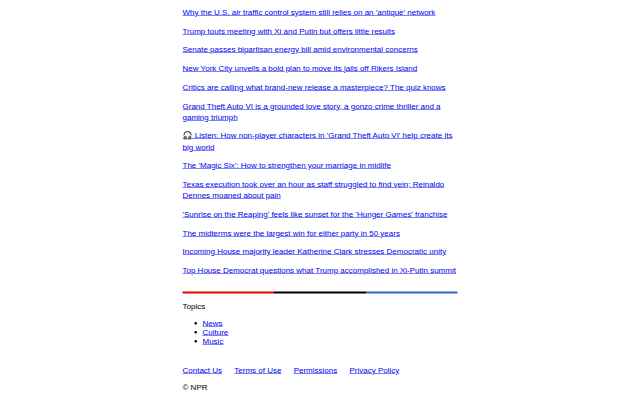 Why the U.S. air traffic control system still relies on an 'antique' network
Trump touts meeting with Xi and Putin but offers little results
Senate passes bipartisan energy bill amid environmental concerns
New York City unveils a bold plan to move its jails off Rikers Island
Critics are calling what brand-new release a masterpiece? The quiz knows
Grand Theft Auto VI is a grounded love story, a gonzo crime thriller and a
gaming triumph
🎧 Listen: How non-player characters in 'Grand Theft Auto VI' help create its
big world
The 'Magic Six': How to strengthen your marriage in midlife
Texas execution took over an hour as staff struggled to find vein; Reinaldo
Dennes moaned about pain
'Sunrise on the Reaping' feels like sunset for the 'Hunger Games' franchise
The midterms were the largest win for either party in 50 years
Incoming House majority leader Katherine Clark stresses Democratic unity
Top House Democrat questions what Trump accomplished in Xi-Putin summit
Topics
News
Culture
Music
Contact Us Terms of Use Permissions Privacy Policy
© NPR